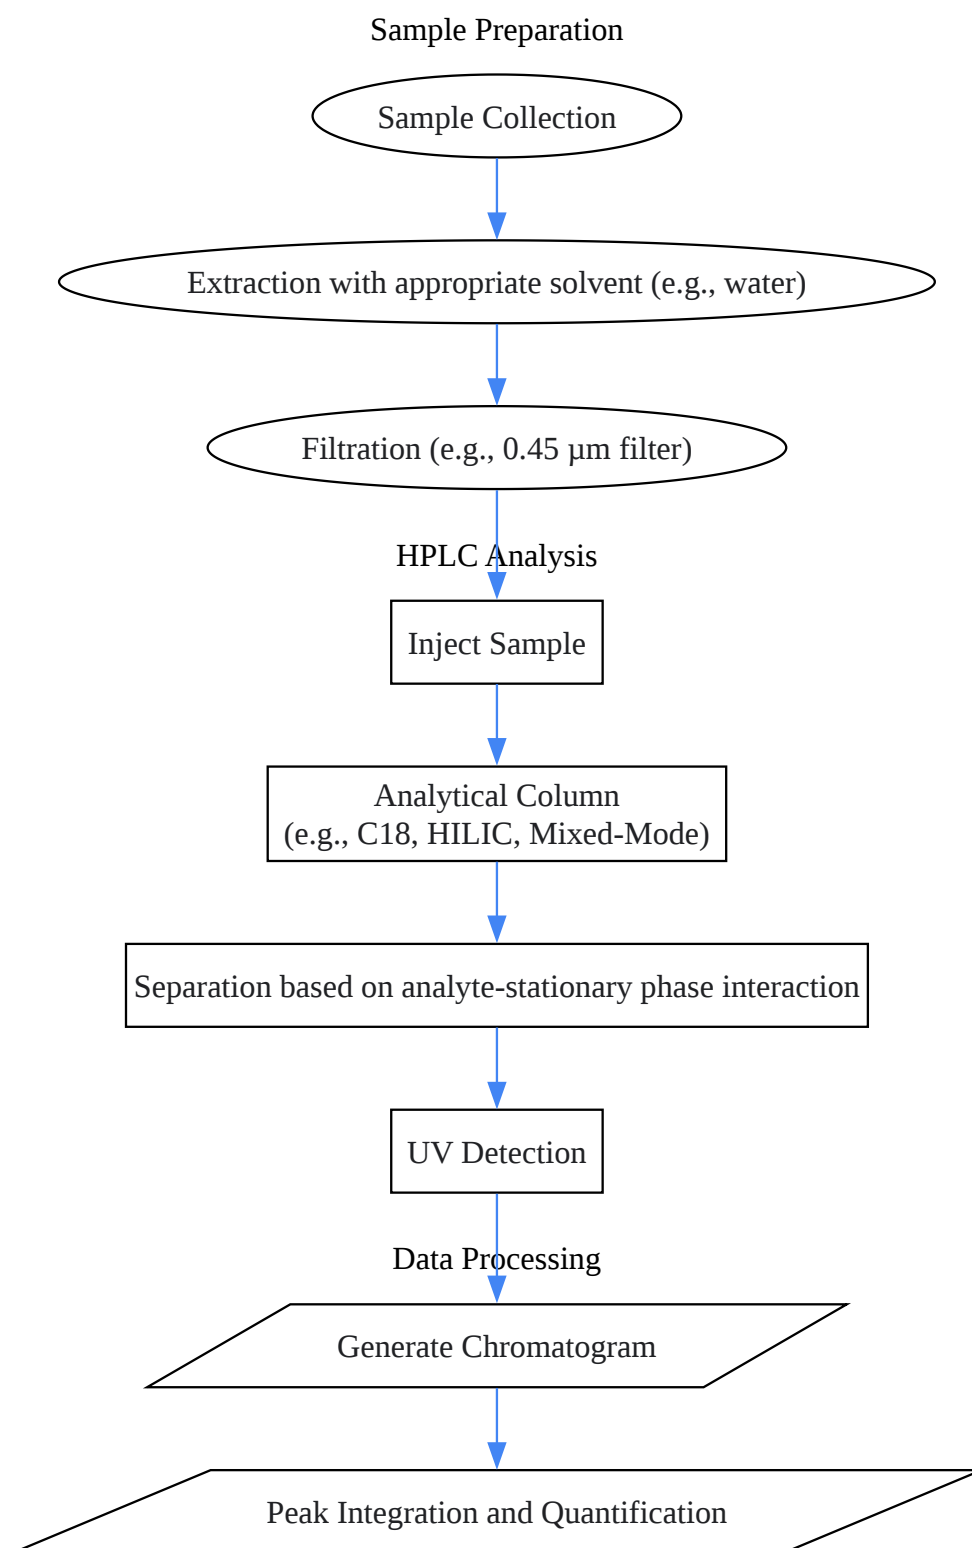 Sample Preparation
Sample Collection
Extraction with appropriate solvent (e.g., water)
Filtration (e.g., 0.45 µm filter)
HPLC Analysis
Inject Sample
Analytical Column
(e.g., C18, HILIC, Mixed-Mode)
Separation based on analyte-stationary phase interaction
UV Detection
Data Processing
Generate Chromatogram
Peak Integration and Quantification